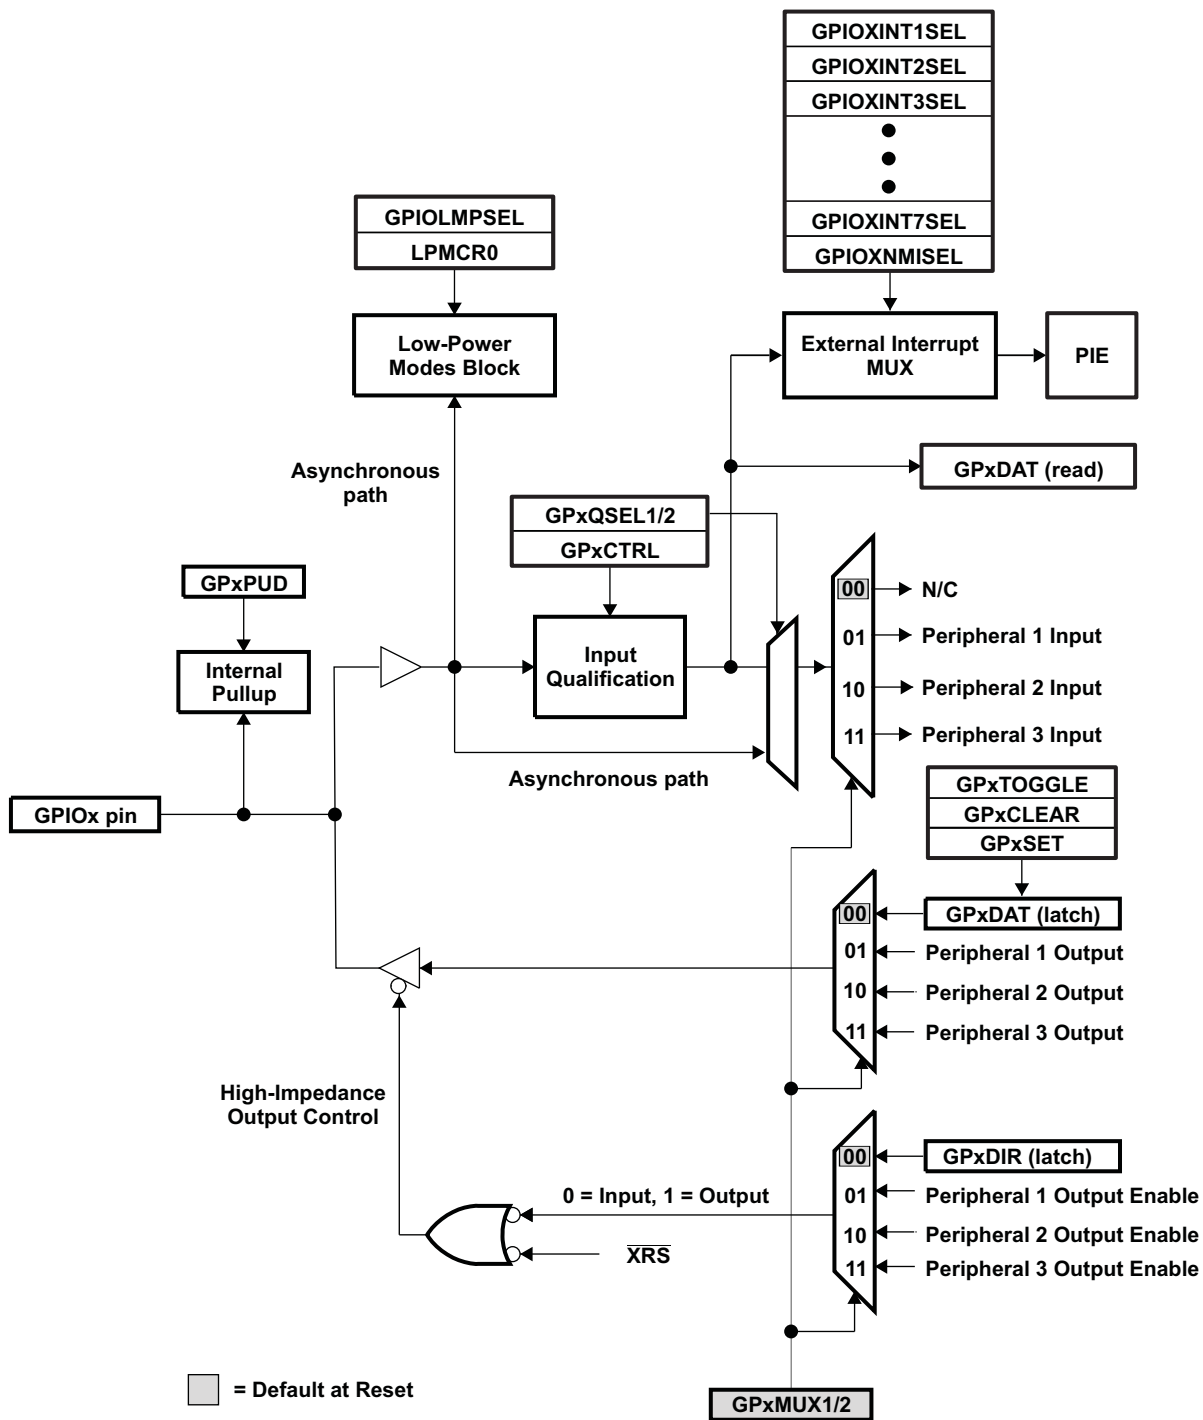 GPIOXINT1SEL
GPIOXINT2SEL
GPIOXINT3SEL
GPIOXINT7SEL
GPIOXNMISEL
GPIOLMPSEL
LPMCR0
Low-Power
Modes Block
External Interrupt
MUX
PIE
Asynchronous
path
GPxDAT (read)
GPxQSEL1/2
GPxCTRL
GPxPUD
Internal
Pullup
Input
Qualification
00
N/C
01
Peripheral 1 Input
10
Peripheral 2 Input
11
Peripheral 3 Input
Asynchronous path
GPIOx pin
GPxTOGGLE
GPxCLEAR
GPxSET
00
GPxDAT (latch)
01
Peripheral 1 Output
10
Peripheral 2 Output
11
Peripheral 3 Output
High-Impedance
Output Control
00
GPxDIR (latch)
0 = Input, 1 = Output
01
Peripheral 1 Output Enable
10
Peripheral 2 Output Enable
XRS
11
Peripheral 3 Output Enable
= Default at Reset
GPxMUX1/2